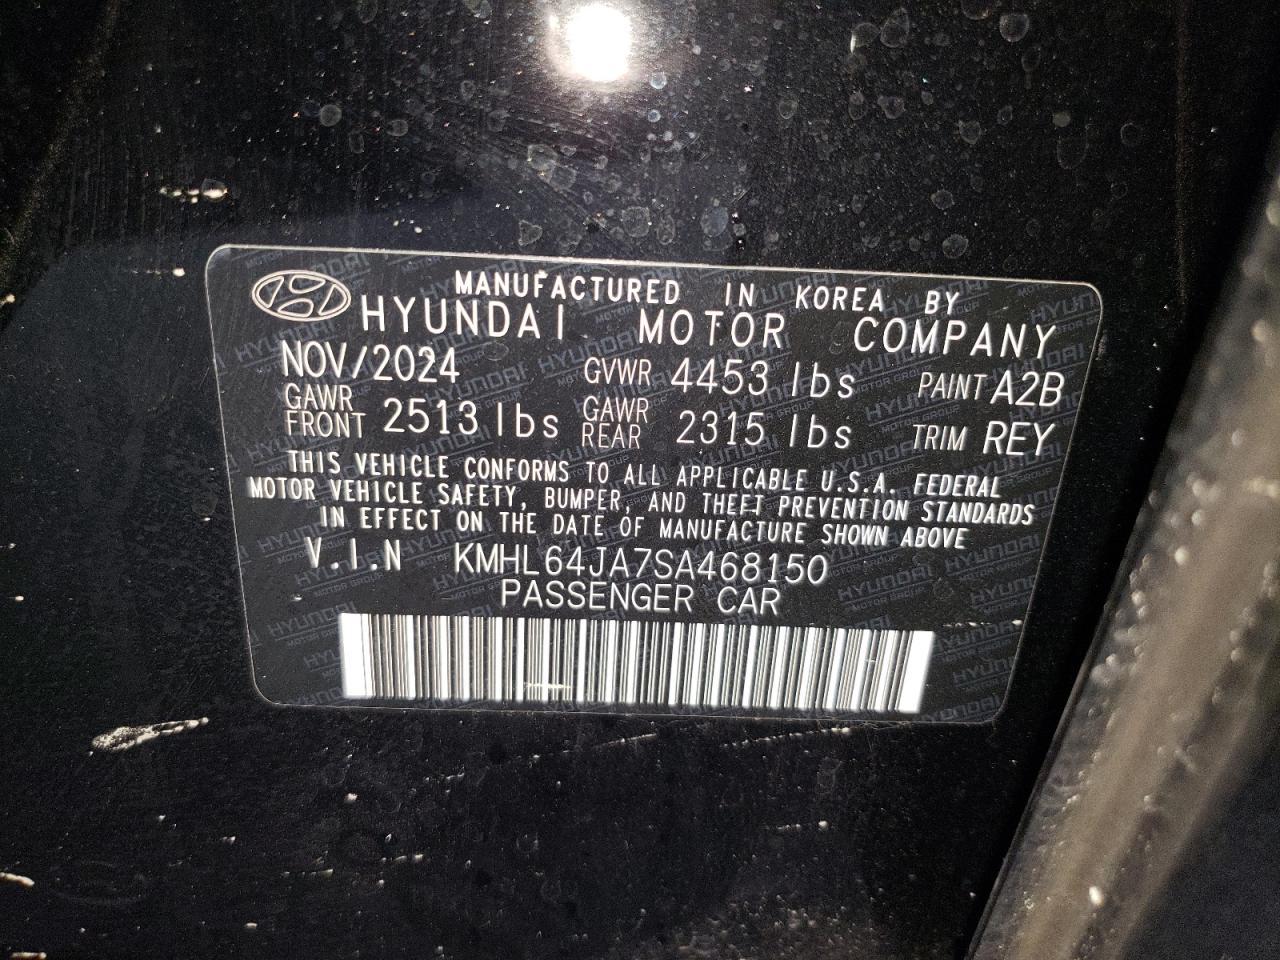 MANUFACTURED IN KOREA BY
HYUNDAI MOTOR COMPANY
NOV/2024 GVWR 4453 lbs PAINT A2B
GAWR FRONT 2513 lbs GAWR REAR 2315 lbs TRIM REY
THIS VEHICLE CONFORMS TO ALL APPLICABLE U.S.A. FEDERAL
MOTOR VEHICLE SAFETY, BUMPER, AND THEFT PREVENTION STANDARDS
IN EFFECT ON THE DATE OF MANUFACTURE SHOWN ABOVE
V.I.N KMHL64JA7SA468150
PASSENGER CAR